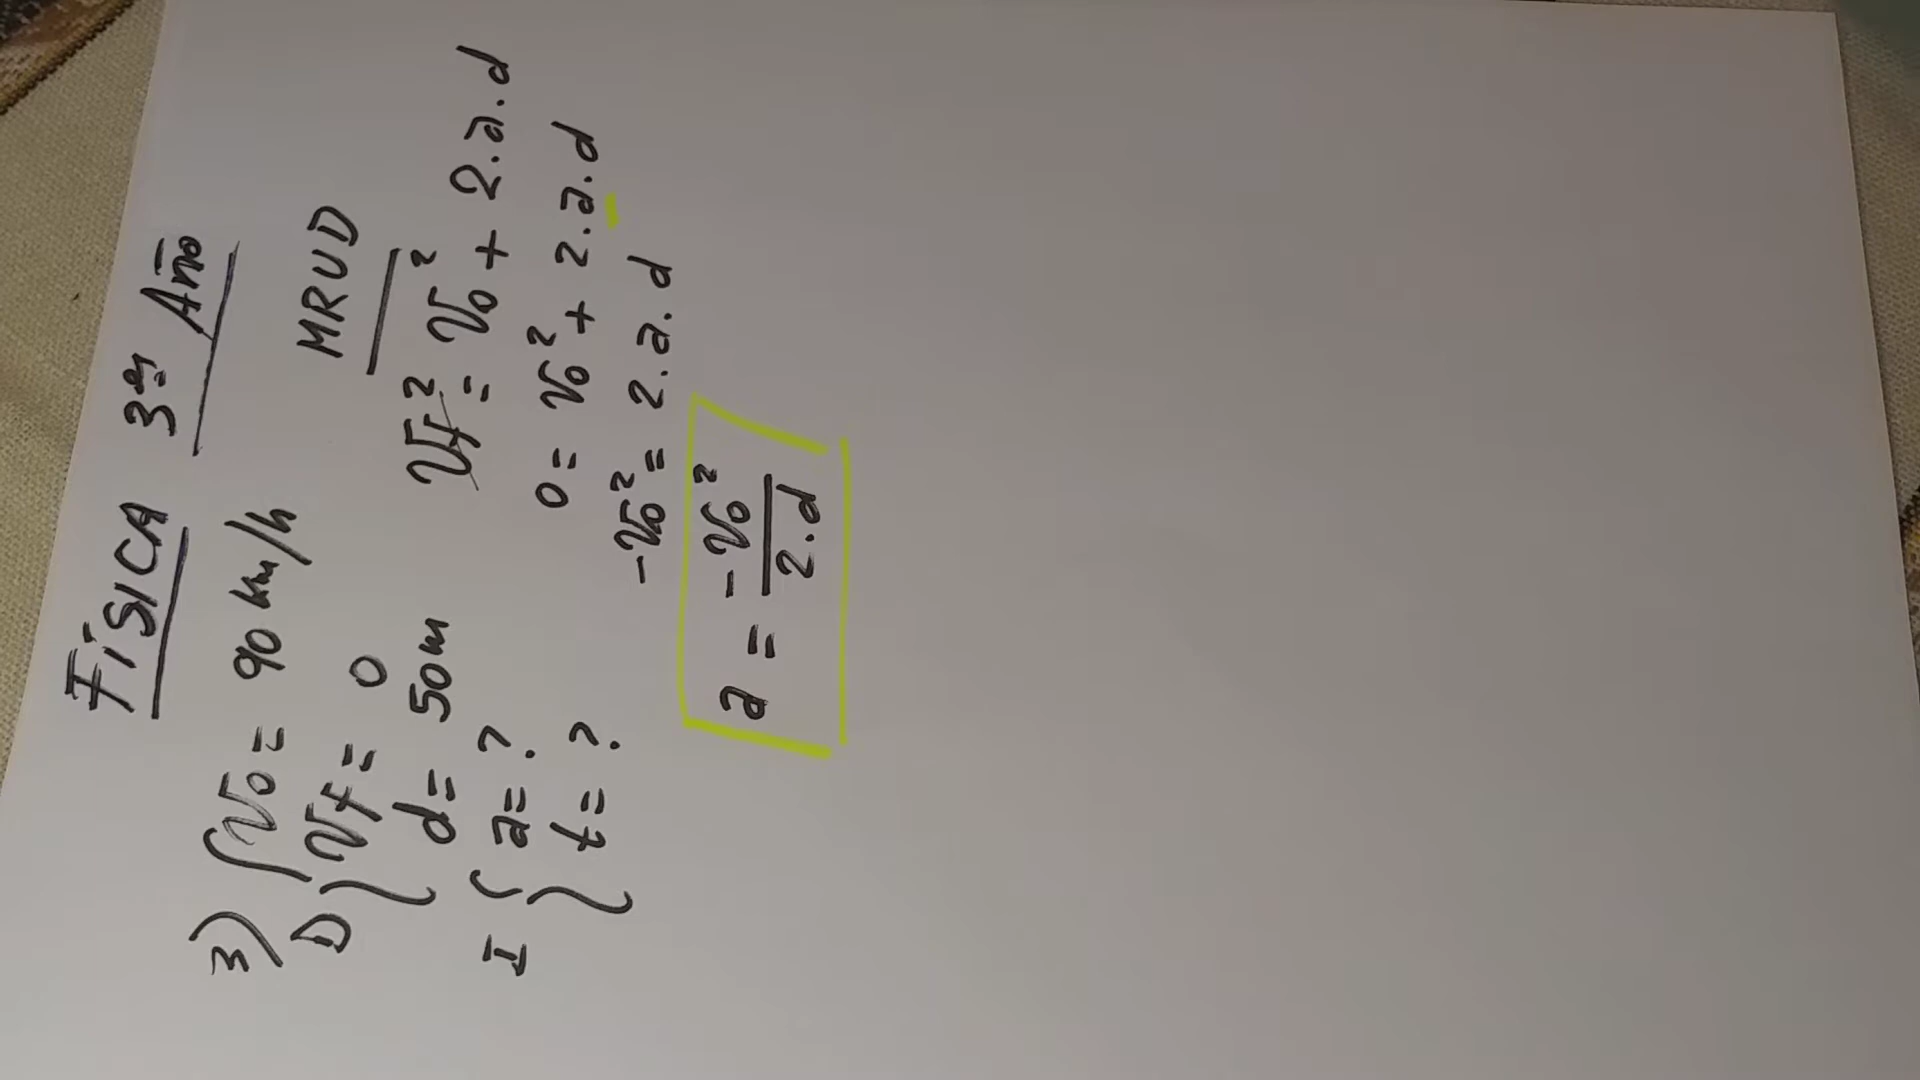 FíSICA 3er Año
3) Vo = 90 km/h
D Vf = 0
d = 50m
I a = ?
t = ?
MRUD
Vf² = Vo² + 2.a.d
0 = Vo² + 2.a.d
-Vo² = 2.a.d
a = -Vo² / 2.d